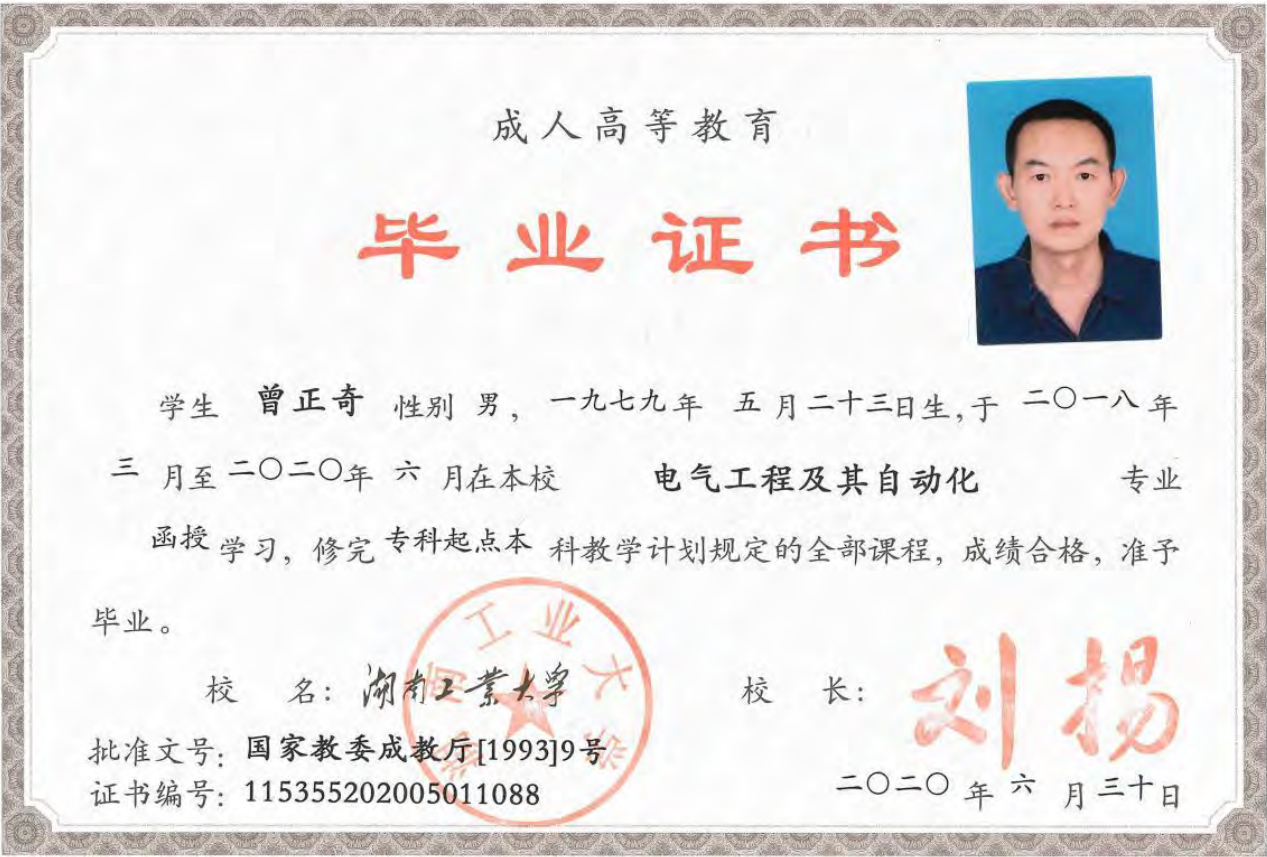 成人高等教育
毕业证书
学生 曾正奇 性别 男，一九七九年 五月二十三日生,于 二〇一八年
三月至二〇二〇年 六月在本校 电气工程及其自动化 专业
函授学习，修完专科起点本科教学计划规定的全部课程，成绩合格，准予
毕业。
校 名：湖南工業大学 校 长：刘扬
批准文号：国家教委成教厅[1993]9号
证书编号：115355202005011088
二〇二〇年六月三十日
湖南工业大学